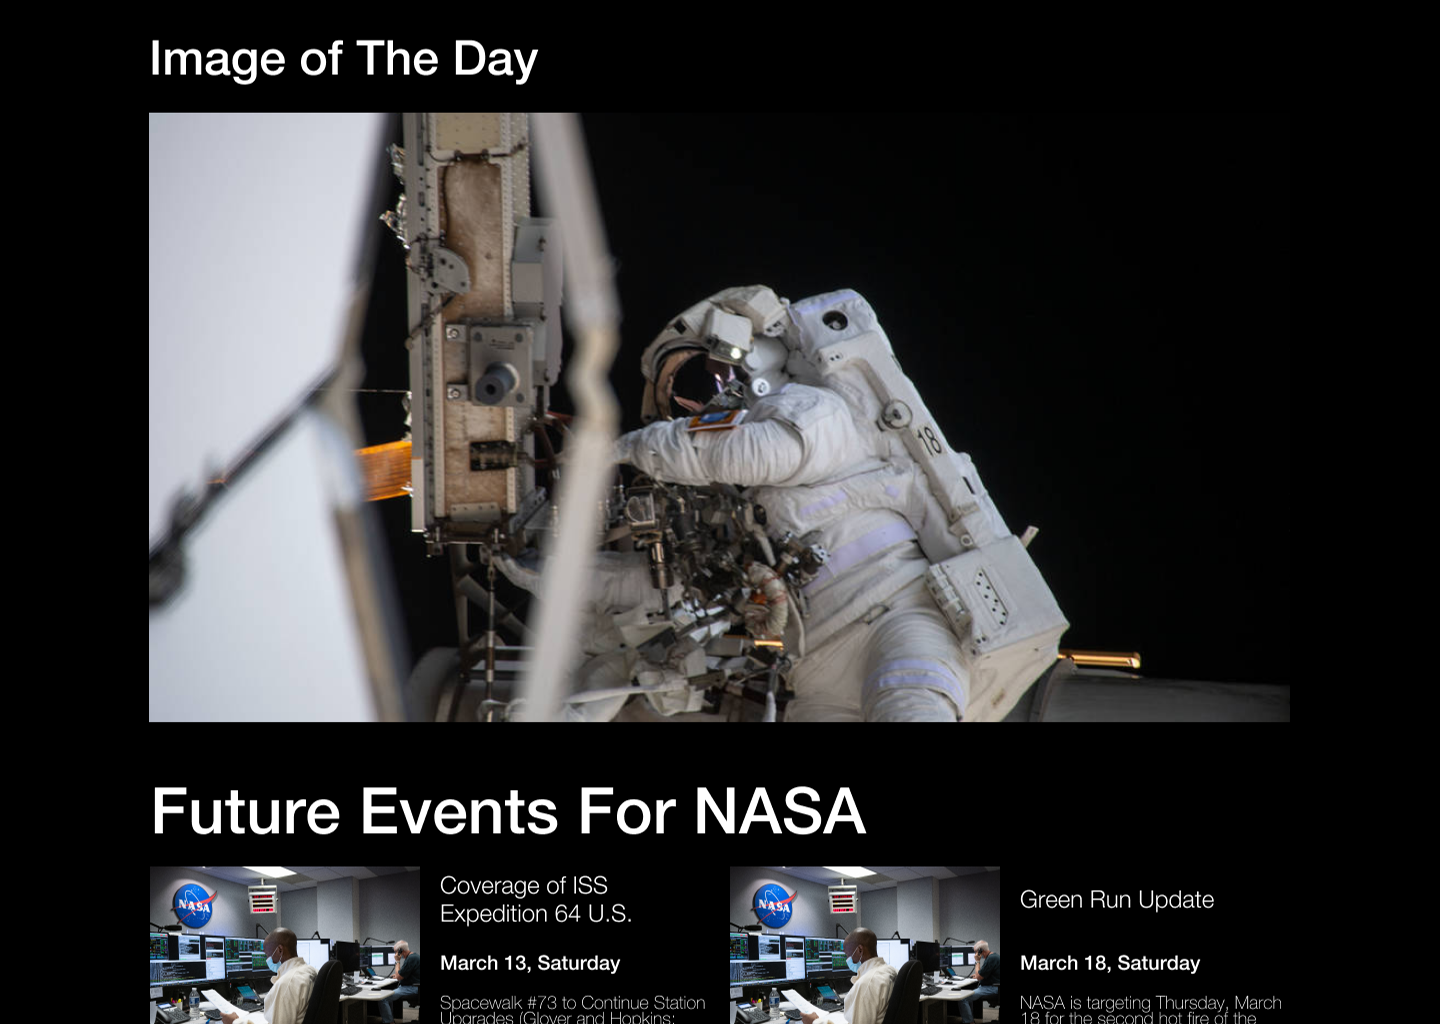 Image of The Day
18
Future Events For NASA
NASA
Coverage of ISS
Expedition 64 U.S.
March 13, Saturday
Spacewalk #73 to Continue Station
Upgrades (Glover and Hopkins;
NASA
Green Run Update
March 18, Saturday
NASA is targeting Thursday, March
18 for the second hot fire of the